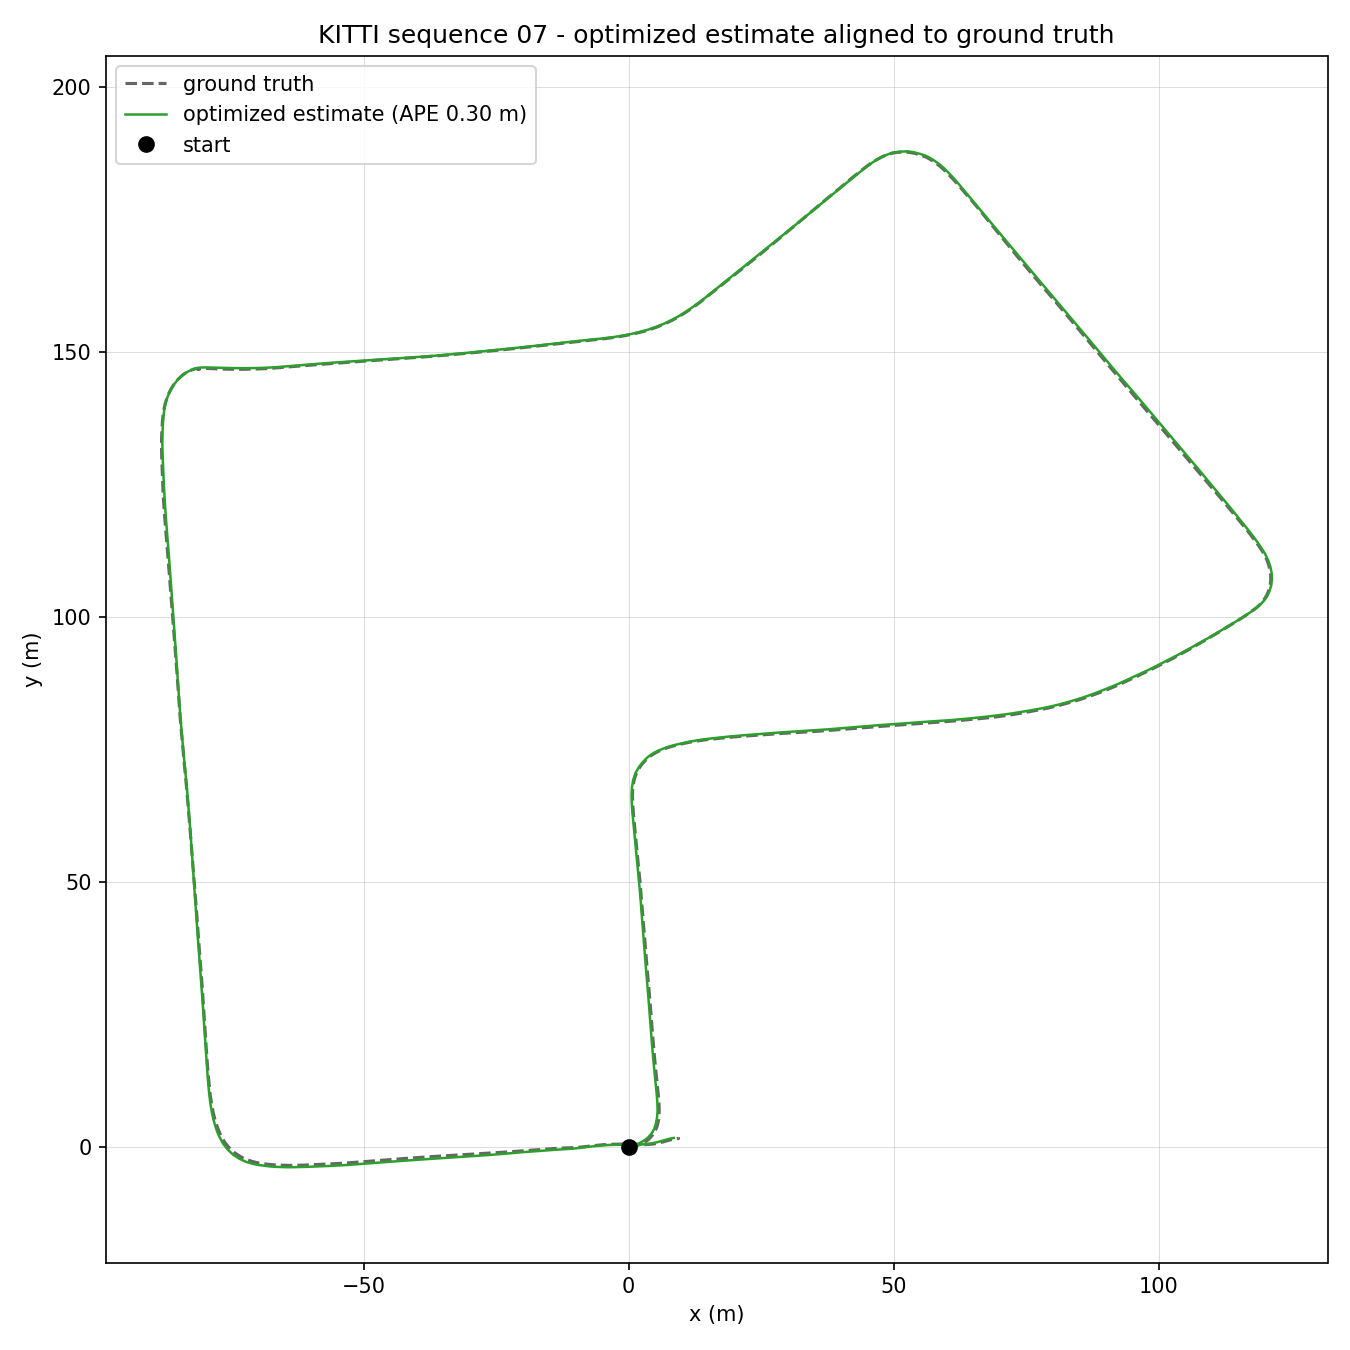 KITTI sequence 07 - optimized estimate aligned to ground truth
ground truth
optimized estimate (APE 0.30 m)
start
200
150
100
50
0
y (m)
−50
0
50
100
x (m)